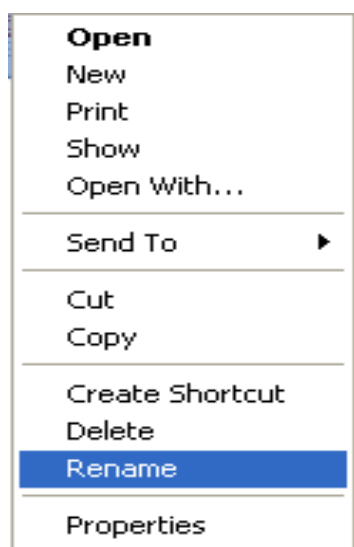 Open
New
Print
Show
Open With...
Send To
Cut
Copy
Create Shortcut
Delete
Rename
Properties